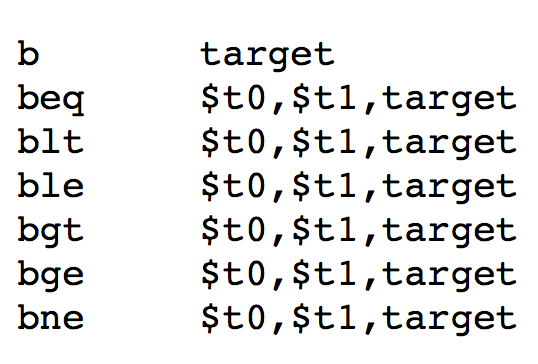 b target
beq $t0,$t1,target
blt $t0,$t1,target
ble $t0,$t1,target
bgt $t0,$t1,target
bge $t0,$t1,target
bne $t0,$t1,target